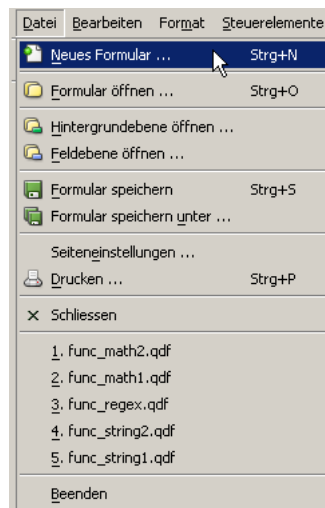 Datei Bearbeiten Format Steuerelemente
Neues Formular ... Strg+N
Formular öffnen ... Strg+O
Hintergrundebene öffnen ...
Feldebene öffnen ...
Formular speichern Strg+S
Formular speichern unter ...
Seiteneinstellungen ...
Drucken ... Strg+P
Schliessen
1. func_math2.qdf
2. func_math1.qdf
3. func_regex.qdf
4. func_string2.qdf
5. func_string1.qdf
Beenden